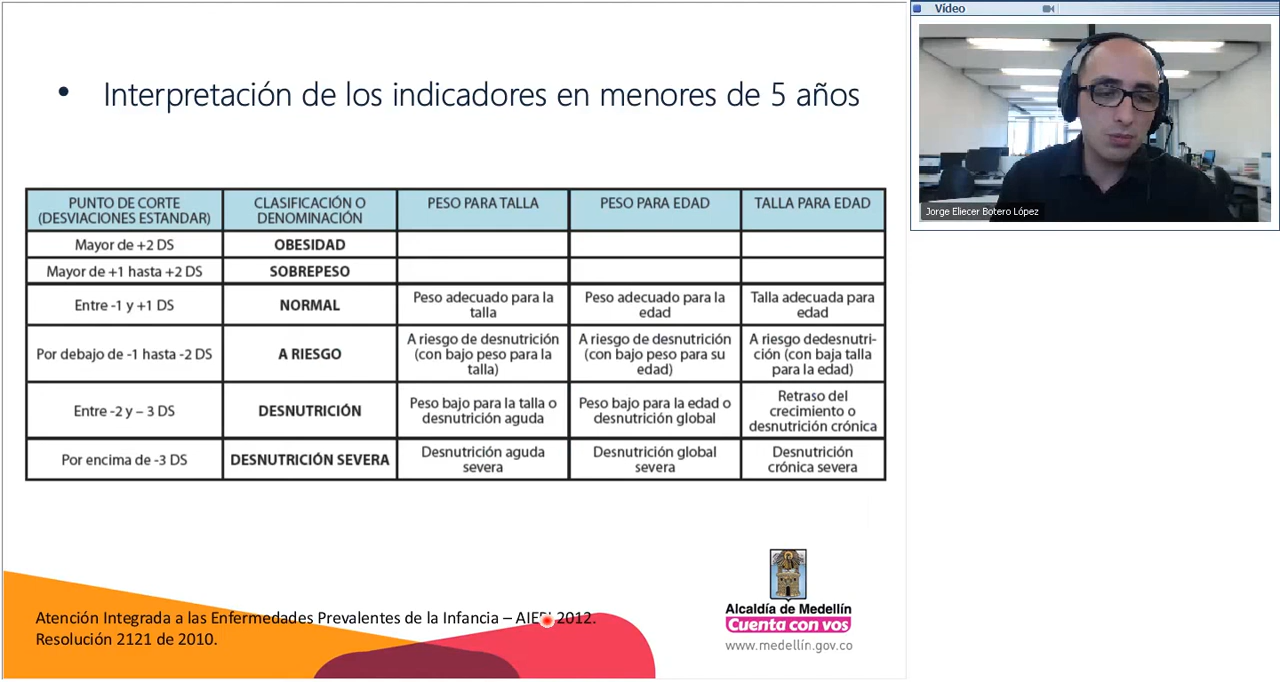 • Interpretación de los indicadores en menores de 5 años
PUNTO DE CORTE
(DESVIACIONES ESTANDAR)
CLASIFICACIÓN O
DENOMINACIÓN
PESO PARA TALLA
PESO PARA EDAD
TALLA PARA EDAD
Mayor de +2 DS
OBESIDAD
Mayor de +1 hasta +2 DS
SOBREPESO
Entre -1 y +1 DS
NORMAL
Peso adecuado para la
talla
Peso adecuado para la
edad
Talla adecuada para
edad
Por debajo de -1 hasta -2 DS
A RIESGO
A riesgo de desnutrición
(con bajo peso para la
talla)
A riesgo de desnutrición
(con bajo peso para su
edad)
A riesgo dedesnutri-
ción (con baja talla
para la edad)
Entre -2 y – 3 DS
DESNUTRICIÓN
Peso bajo para la talla o
desnutrición aguda
Peso bajo para la edad o
desnutrición global
Retraso del
crecimiento o
desnutrición crónica
Por encima de -3 DS
DESNUTRICIÓN SEVERA
Desnutrición aguda
severa
Desnutrición global
severa
Desnutrición
crónica severa
Atención Integrada a las Enfermedades Prevalentes de la Infancia – AIEPI 2012.
Resolución 2121 de 2010.
Alcaldía de Medellín
Cuenta con vos
www.medellín.gov.co
Vídeo
Jorge Eliecer Botero López